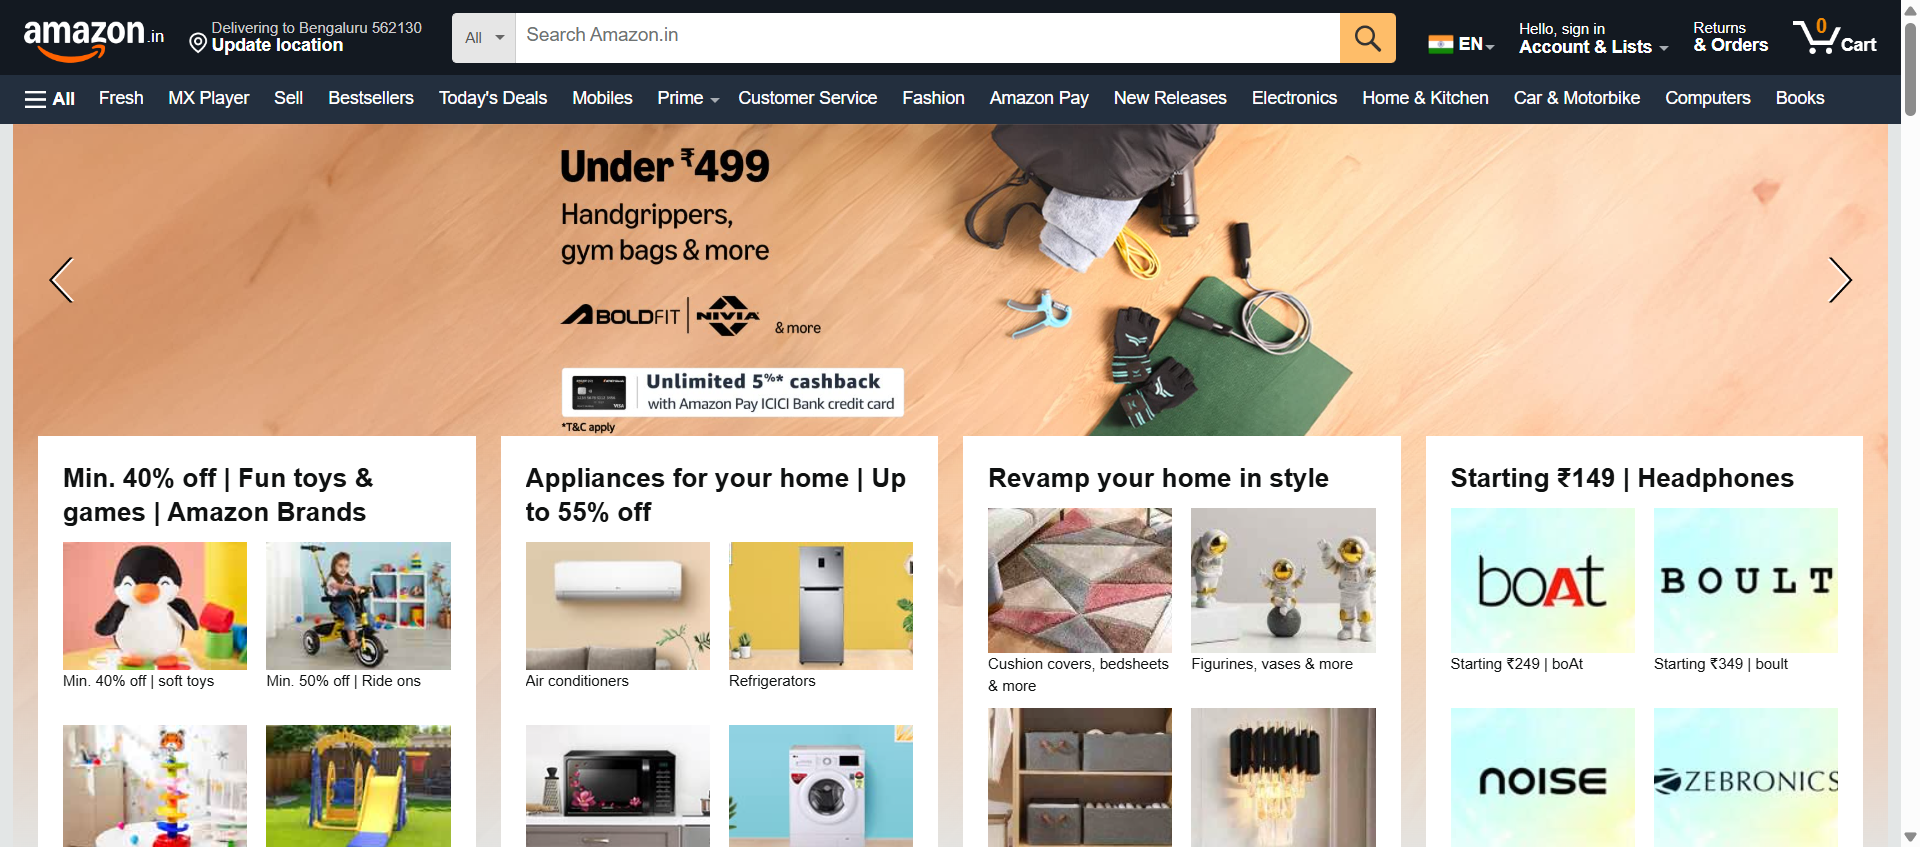 amazon.in
Delivering to Bengaluru 562130
Update location
All
Search Amazon.in
EN
Hello, sign in
Account & Lists
Returns
& Orders
0
Cart
All
Fresh
MX Player
Sell
Bestsellers
Today's Deals
Mobiles
Prime
Customer Service
Fashion
Amazon Pay
New Releases
Electronics
Home & Kitchen
Car & Motorbike
Computers
Books
Under ₹499
Handgrippers,
gym bags & more
BOLDFIT NIVIA & more
Unlimited 5%* cashback
with Amazon Pay ICICI Bank credit card
*T&C apply
Min. 40% off | Fun toys &
games | Amazon Brands
Min. 40% off | soft toys
Min. 50% off | Ride ons
Appliances for your home | Up
to 55% off
Air conditioners
Refrigerators
Revamp your home in style
Cushion covers, bedsheets
& more
Figurines, vases & more
Starting ₹149 | Headphones
boAt
BOULT
Starting ₹249 | boAt
Starting ₹349 | boult
noise
ZEBRONICS